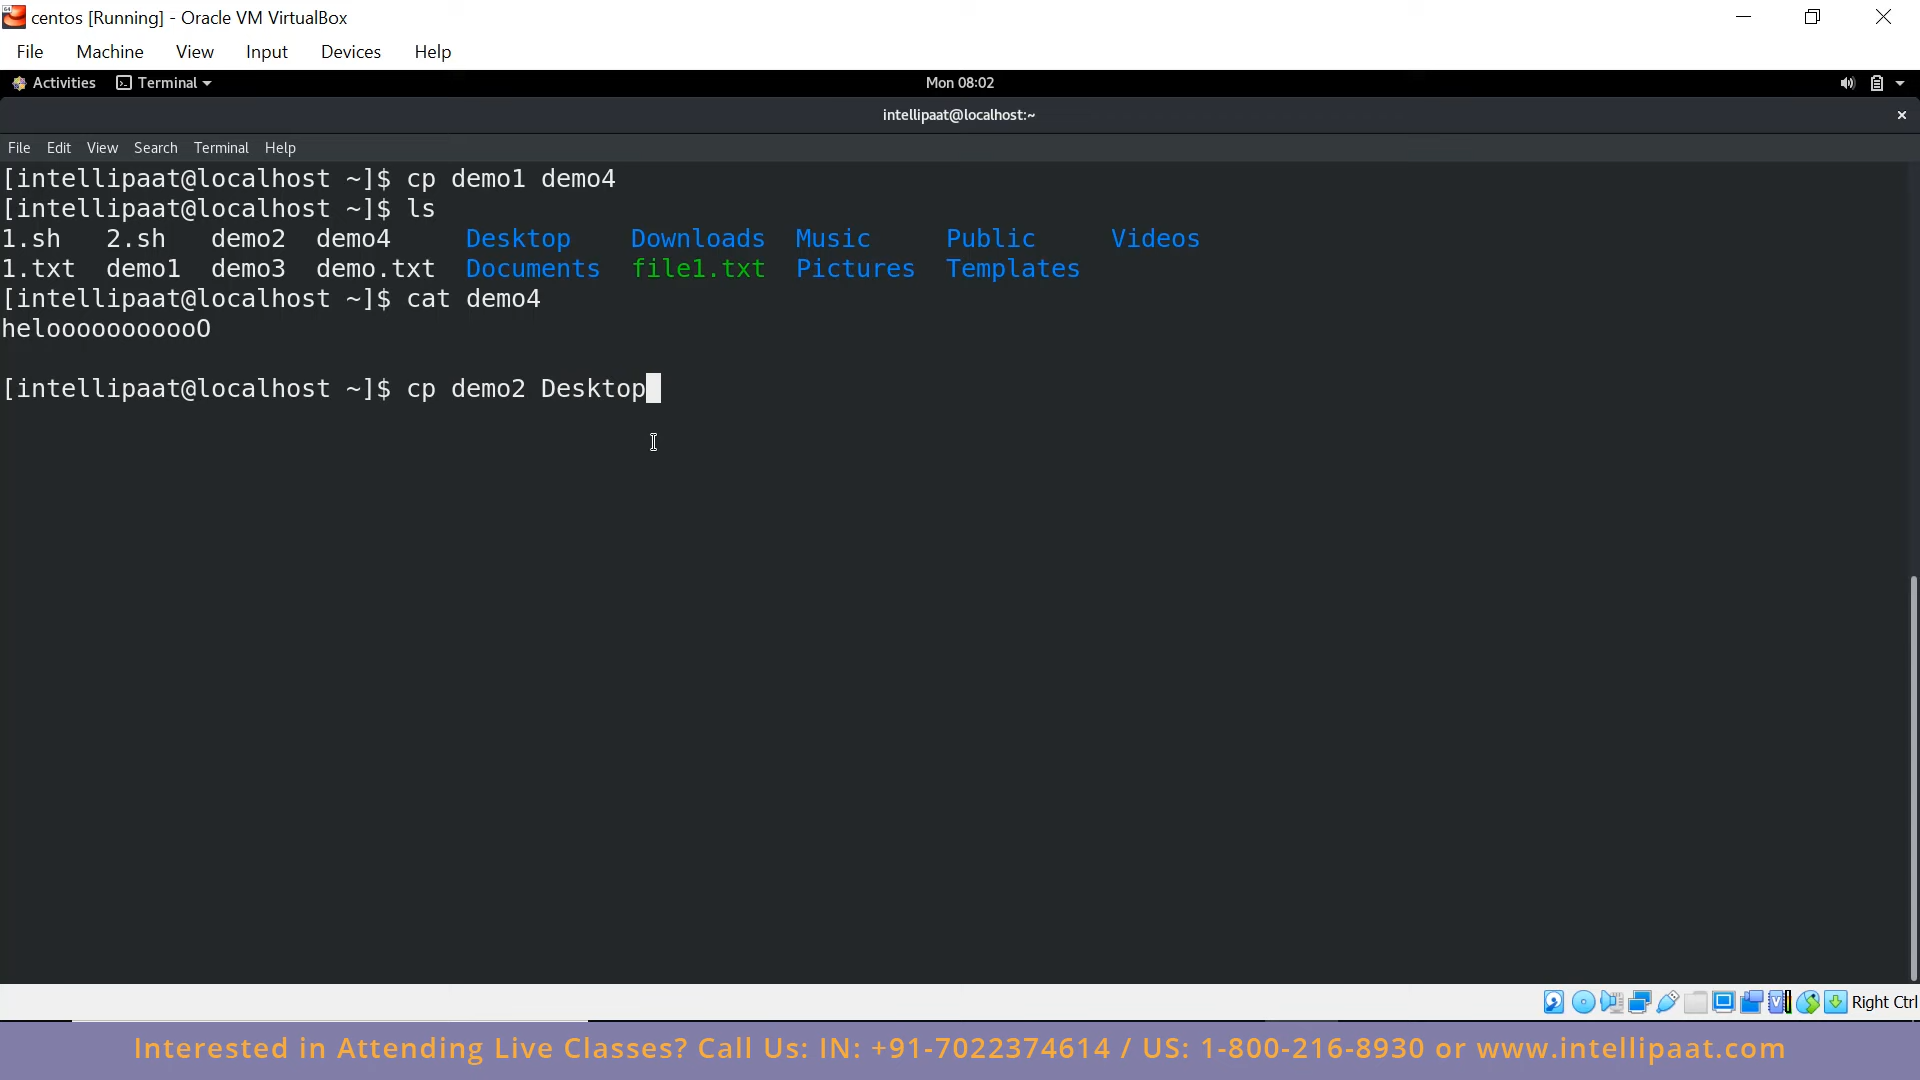 centos [Running] - Oracle VM VirtualBox
File Machine View Input Devices Help
Activities Terminal Mon 08:02
intellipaat@localhost:~
File Edit View Search Terminal Help
[intellipaat@localhost ~]$ cp demo1 demo4
[intellipaat@localhost ~]$ ls
1.sh 2.sh demo2 demo4 Desktop Downloads Music Public Videos
1.txt demo1 demo3 demo.txt Documents file1.txt Pictures Templates
[intellipaat@localhost ~]$ cat demo4
helooooooooooO
[intellipaat@localhost ~]$ cp demo2 Desktop
Right Ctrl
Interested in Attending Live Classes? Call Us: IN: +91-7022374614 / US: 1-800-216-8930 or www.intellipaat.com